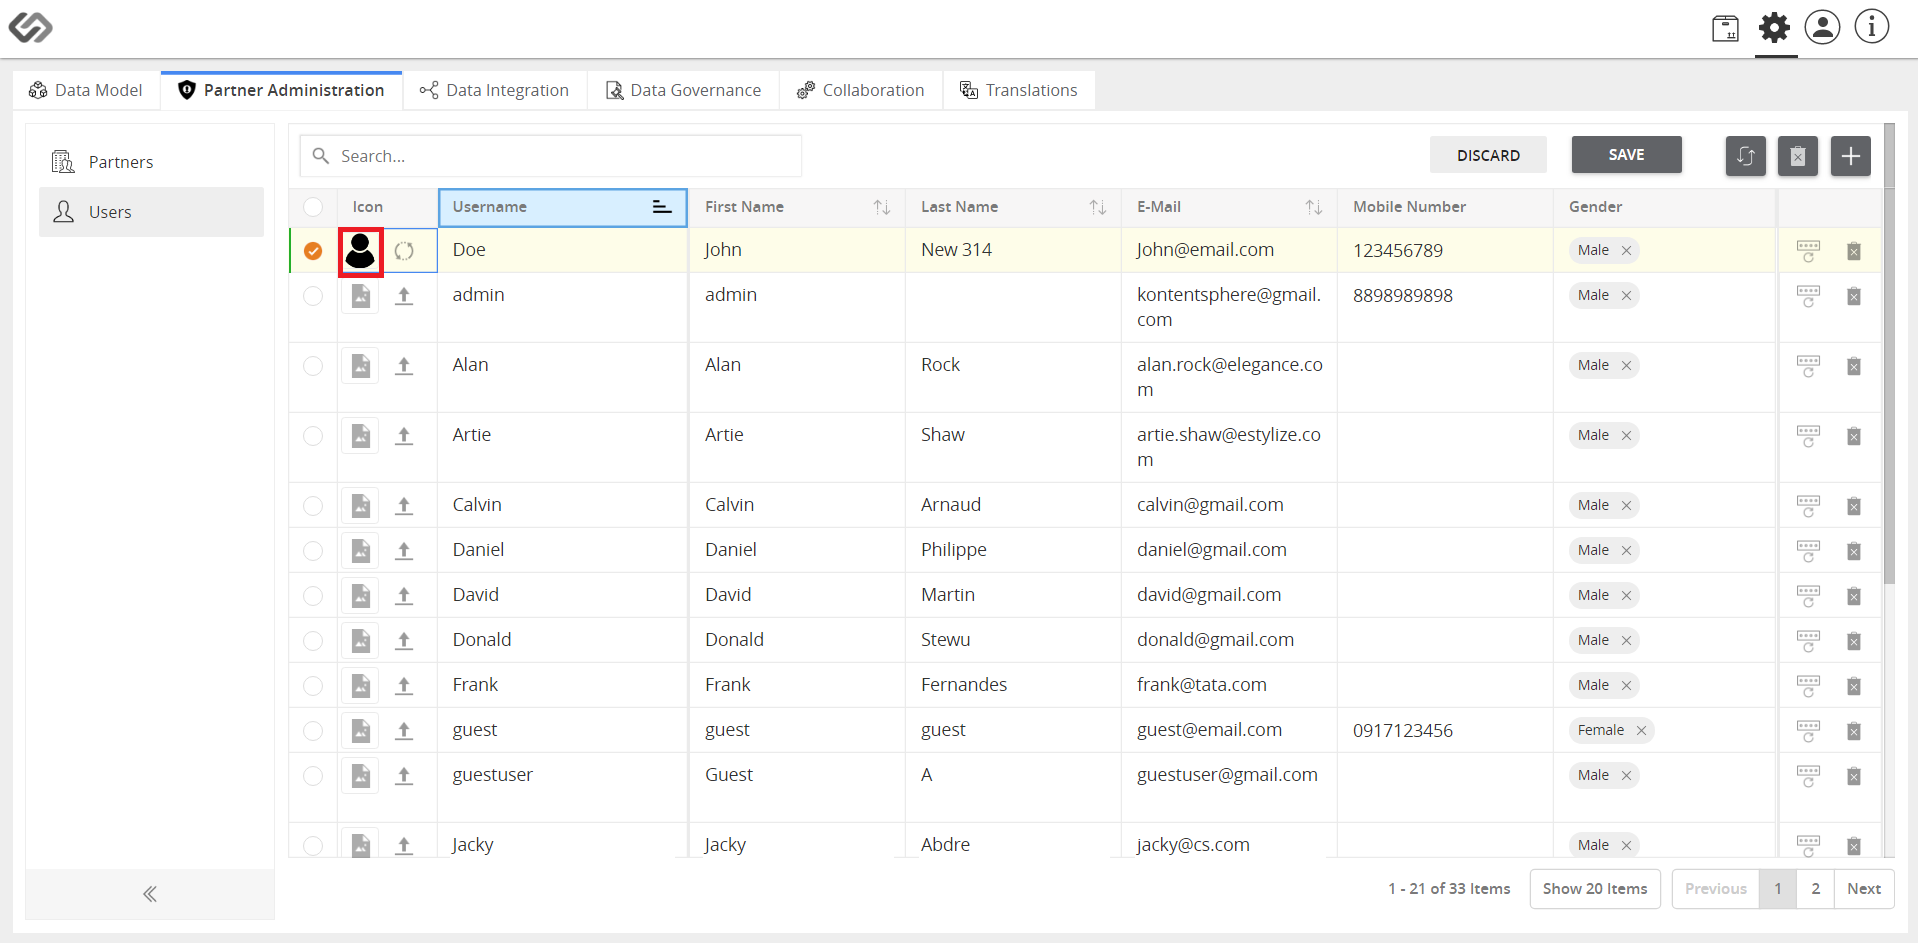 Data Model
Partner Administration
Data Integration
Data Governance
Collaboration
Translations
Partners
Users
Search...
DISCARD
SAVE
Icon Username First Name Last Name E-Mail Mobile Number Gender
Doe John New 314 John@email.com 123456789 Male
admin admin kontentsphere@gmail. 8898989898 Male
com
Alan Alan Rock alan.rock@elegance.co Male
m
Artie Artie Shaw artie.shaw@estylize.co Male
m
Calvin Calvin Arnaud calvin@gmail.com Male
Daniel Daniel Philippe daniel@gmail.com Male
David David Martin david@gmail.com Male
Donald Donald Stewu donald@gmail.com Male
Frank Frank Fernandes frank@tata.com Male
guest guest guest guest@email.com 0917123456 Female
guestuser Guest A guestuser@gmail.com Male
Jacky Jacky Abdre jacky@cs.com Male
1 - 21 of 33 Items
Show 20 Items
Previous 1 2 Next